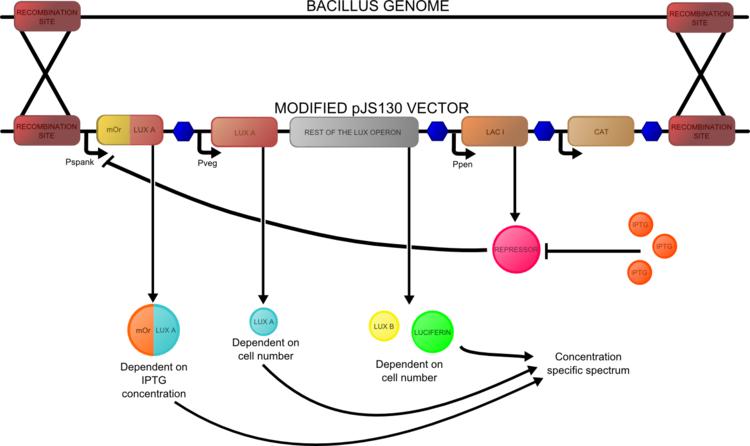 BACILLUS GENOME
RECOMBINATION
SITE
RECOMBINATION
SITE
MODIFIED pJS130 VECTOR
RECOMBINATION
SITE
mOr
LUX A
LUX A
REST OF THE LUX OPERON
LAC I
CAT
RECOMBINATION
SITE
Pspank
Pveg
Ppen
REPRESSOR
IPTG
IPTG
IPTG
mOr
LUX A
LUX A
LUX B
LUCIFERIN
Dependent on
IPTG
concentration
Dependent on
cell number
Dependent on
cell number
Concentration
specific spectrum